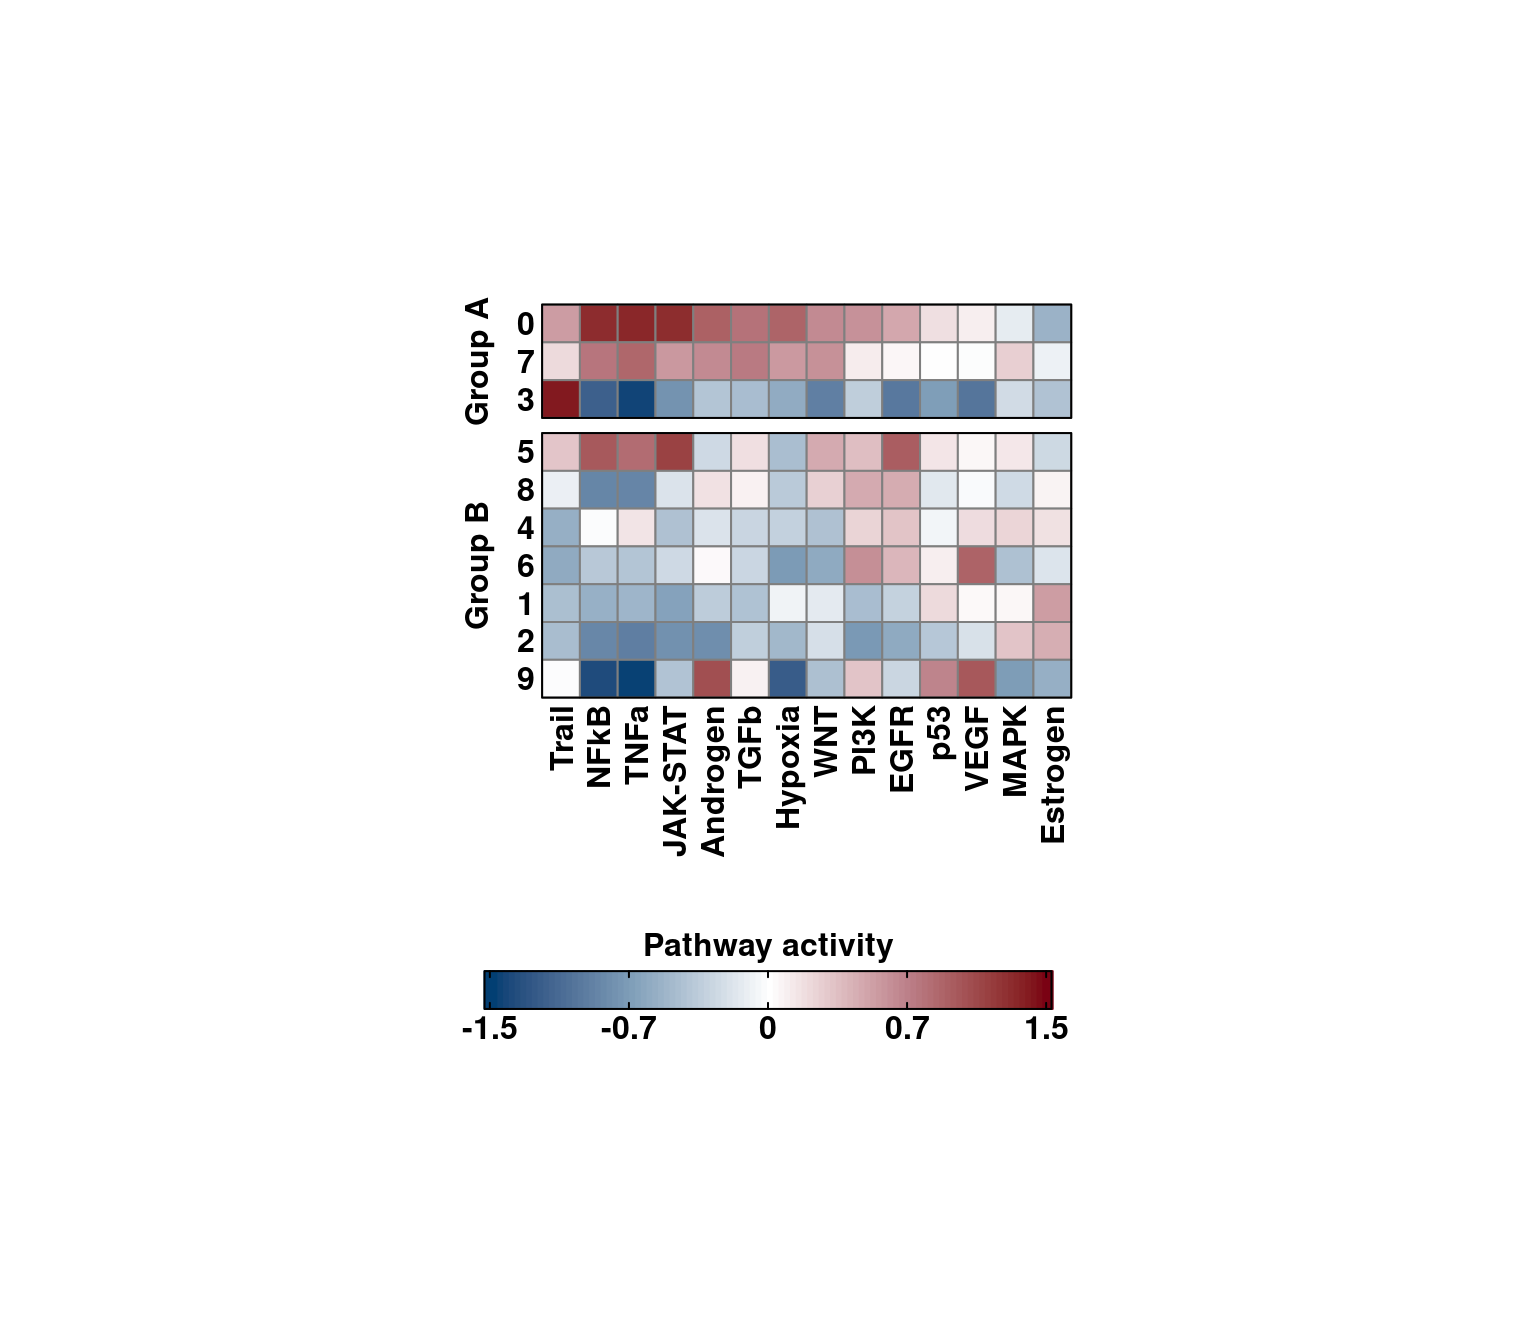 Group A
0
7
3
Group B
5
8
4
6
1
2
9
Trail NFkB TNFa JAK-STAT Androgen TGFb Hypoxia WNT PI3K EGFR p53 VEGF MAPK Estrogen
Pathway activity
-1.5 -0.7 0 0.7 1.5